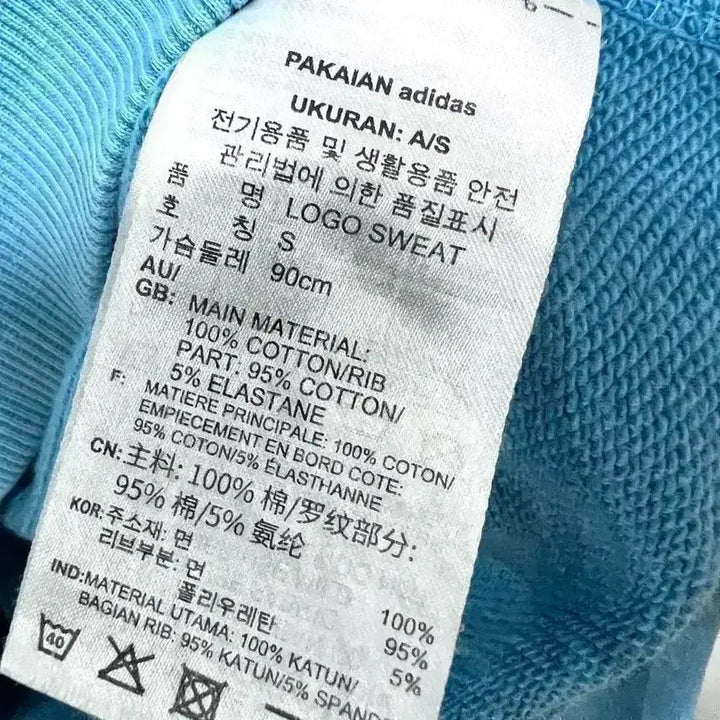 PAKAIAN adidas
UKURAN: A/S
전기용품 및 생활용품 안전
관리법에 의한 품질표시
품 명 LOGO SWEAT
호 칭 S
가슴둘레 90cm
AU/
GB: MAIN MATERIAL:
100% COTTON/RIB
PART: 95% COTTON/
5% ELASTANE
F: MATIERE PRINCIPALE: 100% COTON/
EMPIECEMENT EN BORD COTE:
95% COTON/5% ÉLASTHANNE
CN: 主料: 100% 棉/罗纹部分:
95% 棉/5% 氨纶
KOR: 주소재: 면 100%
리브부분: 면 95%
폴리우레탄 5%
IND: MATERIAL UTAMA: 100% KATUN/
BAGIAN RIB: 95% KATUN/5% SPANDE
40